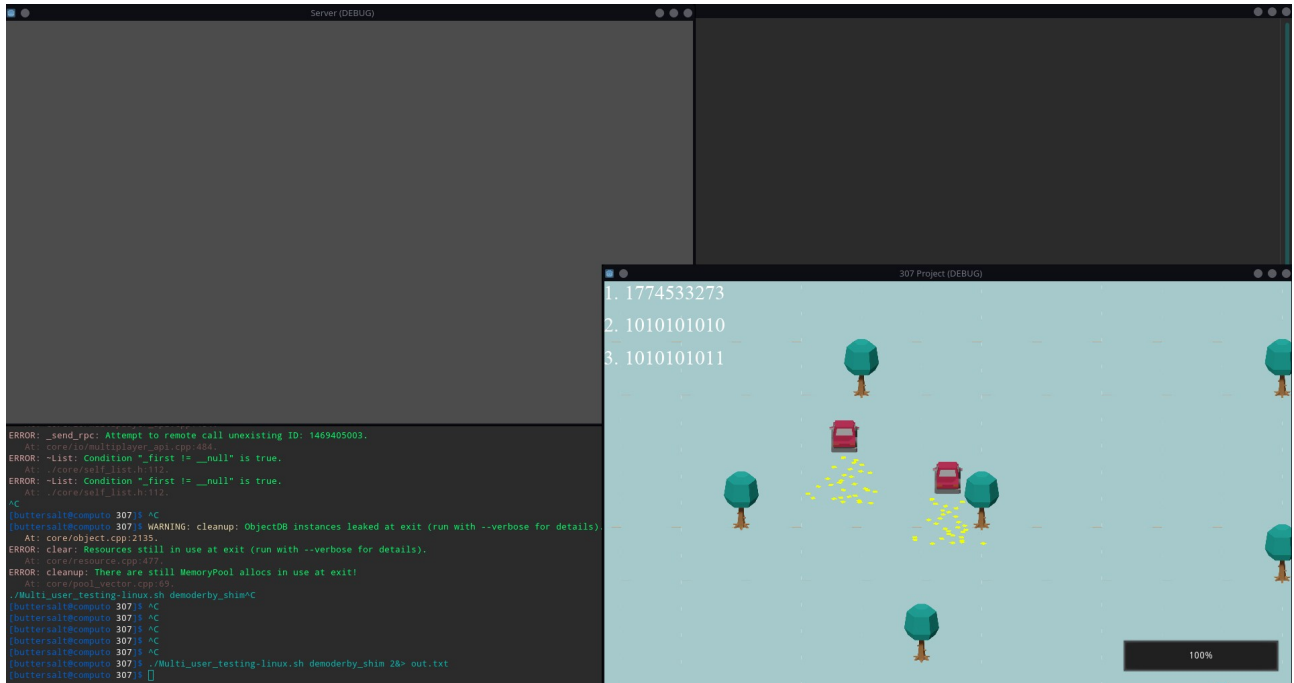 Server (DEBUG)
307 Project (DEBUG)
1. 1774533273
2. 1010101010
3. 1010101011
100%
ERROR: _send_rpc: Attempt to remote call unexisting ID: 1469405003.
At: core/io/multiplayer_api.cpp:484.
ERROR: ~List: Condition "_first != __null" is true.
At: ./core/self_list.h:112.
ERROR: ~List: Condition "_first != __null" is true.
At: ./core/self_list.h:112.
^C
[buttersalt@computo 307]$ ^C
[buttersalt@computo 307]$ WARNING: cleanup: ObjectDB instances leaked at exit (run with --verbose for details).
At: core/object.cpp:2135.
ERROR: clear: Resources still in use at exit (run with --verbose for details).
At: core/resource.cpp:477.
ERROR: cleanup: There are still MemoryPool allocs in use at exit!
At: core/pool_vector.cpp:69.
./Multi_user_testing-linux.sh demoderby_shim^C
[buttersalt@computo 307]$ ^C
[buttersalt@computo 307]$ ^C
[buttersalt@computo 307]$ ^C
[buttersalt@computo 307]$ ^C
[buttersalt@computo 307]$ ./Multi_user_testing-linux.sh demoderby_shim 2&> out.txt
[buttersalt@computo 307]$